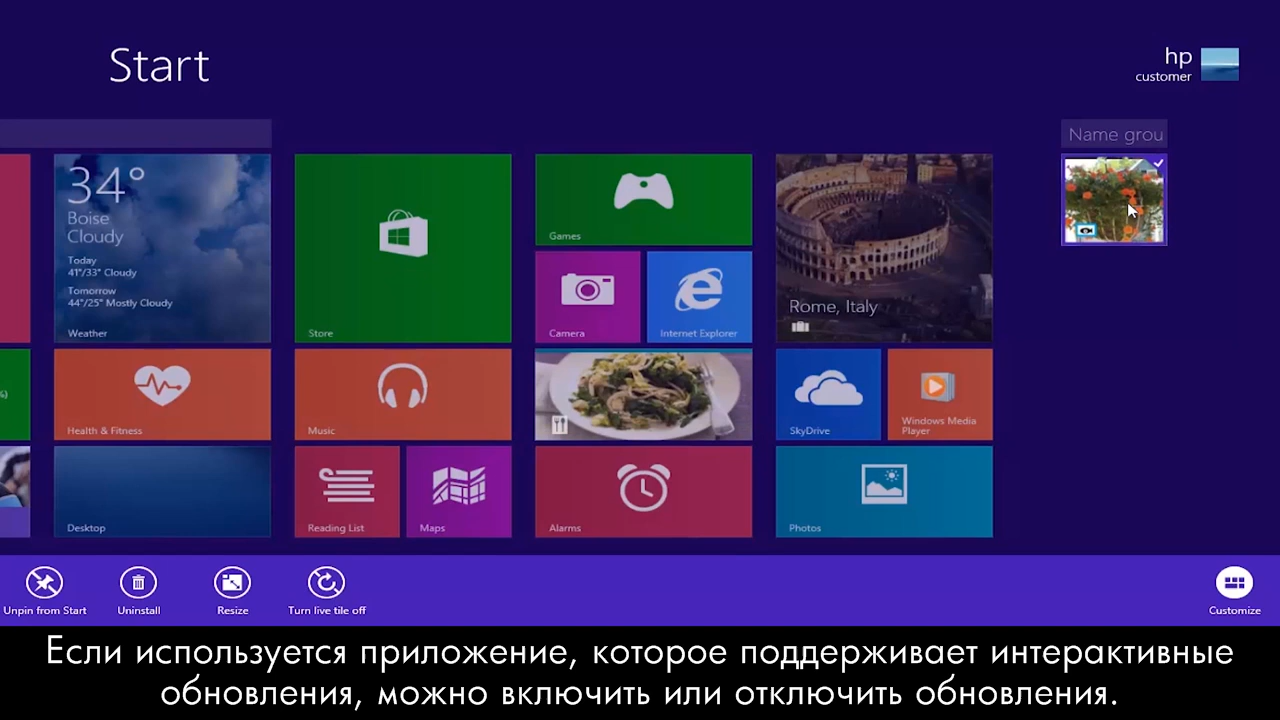 Start
hp
customer
Name grou
34°
Boise
Cloudy
Today
41°/33° Cloudy
Tomorrow
44°/25° Mostly Cloudy
Weather
Store
Games
Camera
Internet Explorer
Rome, Italy
%)
Health & Fitness
Music
SkyDrive
Windows Media
Player
Desktop
Reading List
Maps
Alarms
Photos
Unpin from Start
Uninstall
Resize
Turn live tile off
Customize
Если используется приложение, которое поддерживает интерактивные
обновления, можно включить или отключить обновления.